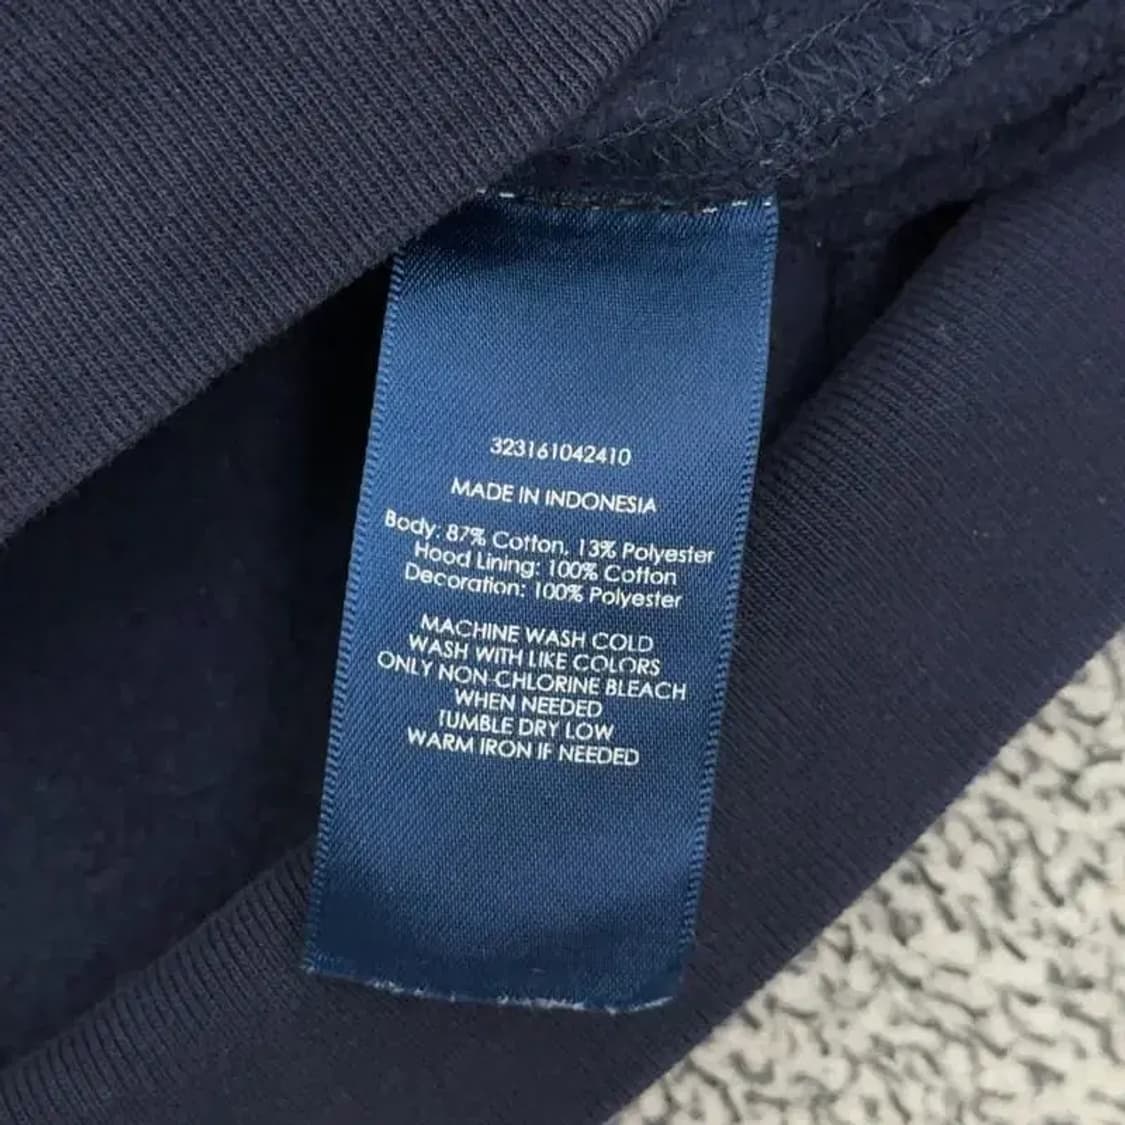 323161042410
MADE IN INDONESIA
Body: 87% Cotton, 13% Polyester
Hood Lining: 100% Cotton
Decoration: 100% Polyester
MACHINE WASH COLD
WASH WITH LIKE COLORS
ONLY NON-CHLORINE BLEACH
WHEN NEEDED
TUMBLE DRY LOW
WARM IRON IF NEEDED